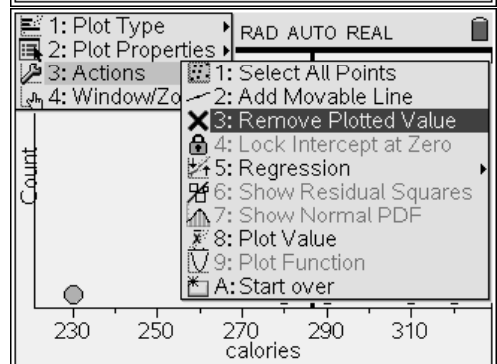 1: Plot Type
RAD AUTO REAL
2: Plot Properties
3: Actions
4: Window/Zo
1: Select All Points
2: Add Movable Line
3: Remove Plotted Value
4: Lock Intercept at Zero
5: Regression
6: Show Residual Squares
7: Show Normal PDF
8: Plot Value
9: Plot Function
A: Start over
Count
230 250 270 290 310
calories